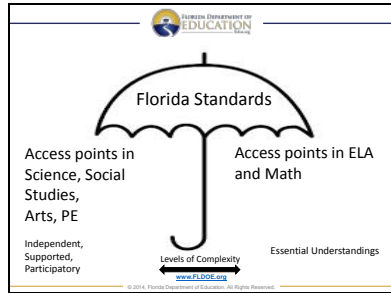 FLORIDA DEPARTMENT OF
EDUCATION
fldoe.org
Florida Standards
Access points in
Science, Social
Studies,
Arts, PE
Access points in ELA
and Math
Independent,
Supported,
Participatory
Levels of Complexity
Essential Understandings
www.FLDOE.org
© 2014, Florida Department of Education. All Rights Reserved.